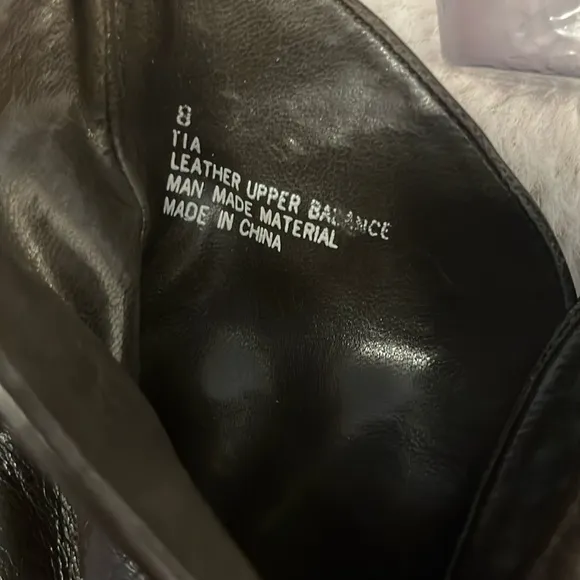 8
TIA
LEATHER UPPER BALANCE
MAN MADE MATERIAL
MADE IN CHINA